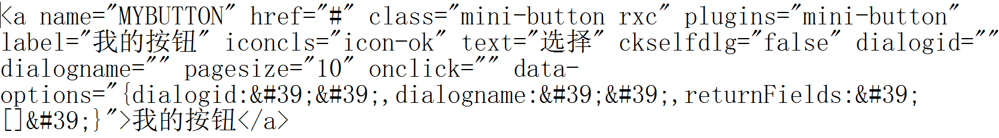 <a name="MYBUTTON" href="#" class="mini-button rxc" plugins="mini-button"
label="我的按钮" iconcls="icon-ok" text="选择" ckselfdlg="false" dialogid=""
dialogname="" pagesize="10" onclick="" data-
options="{dialogid:&#39;&#39;,dialogname:&#39;&#39;,returnFields:&#39;
[]&#39;}">我的按钮</a>